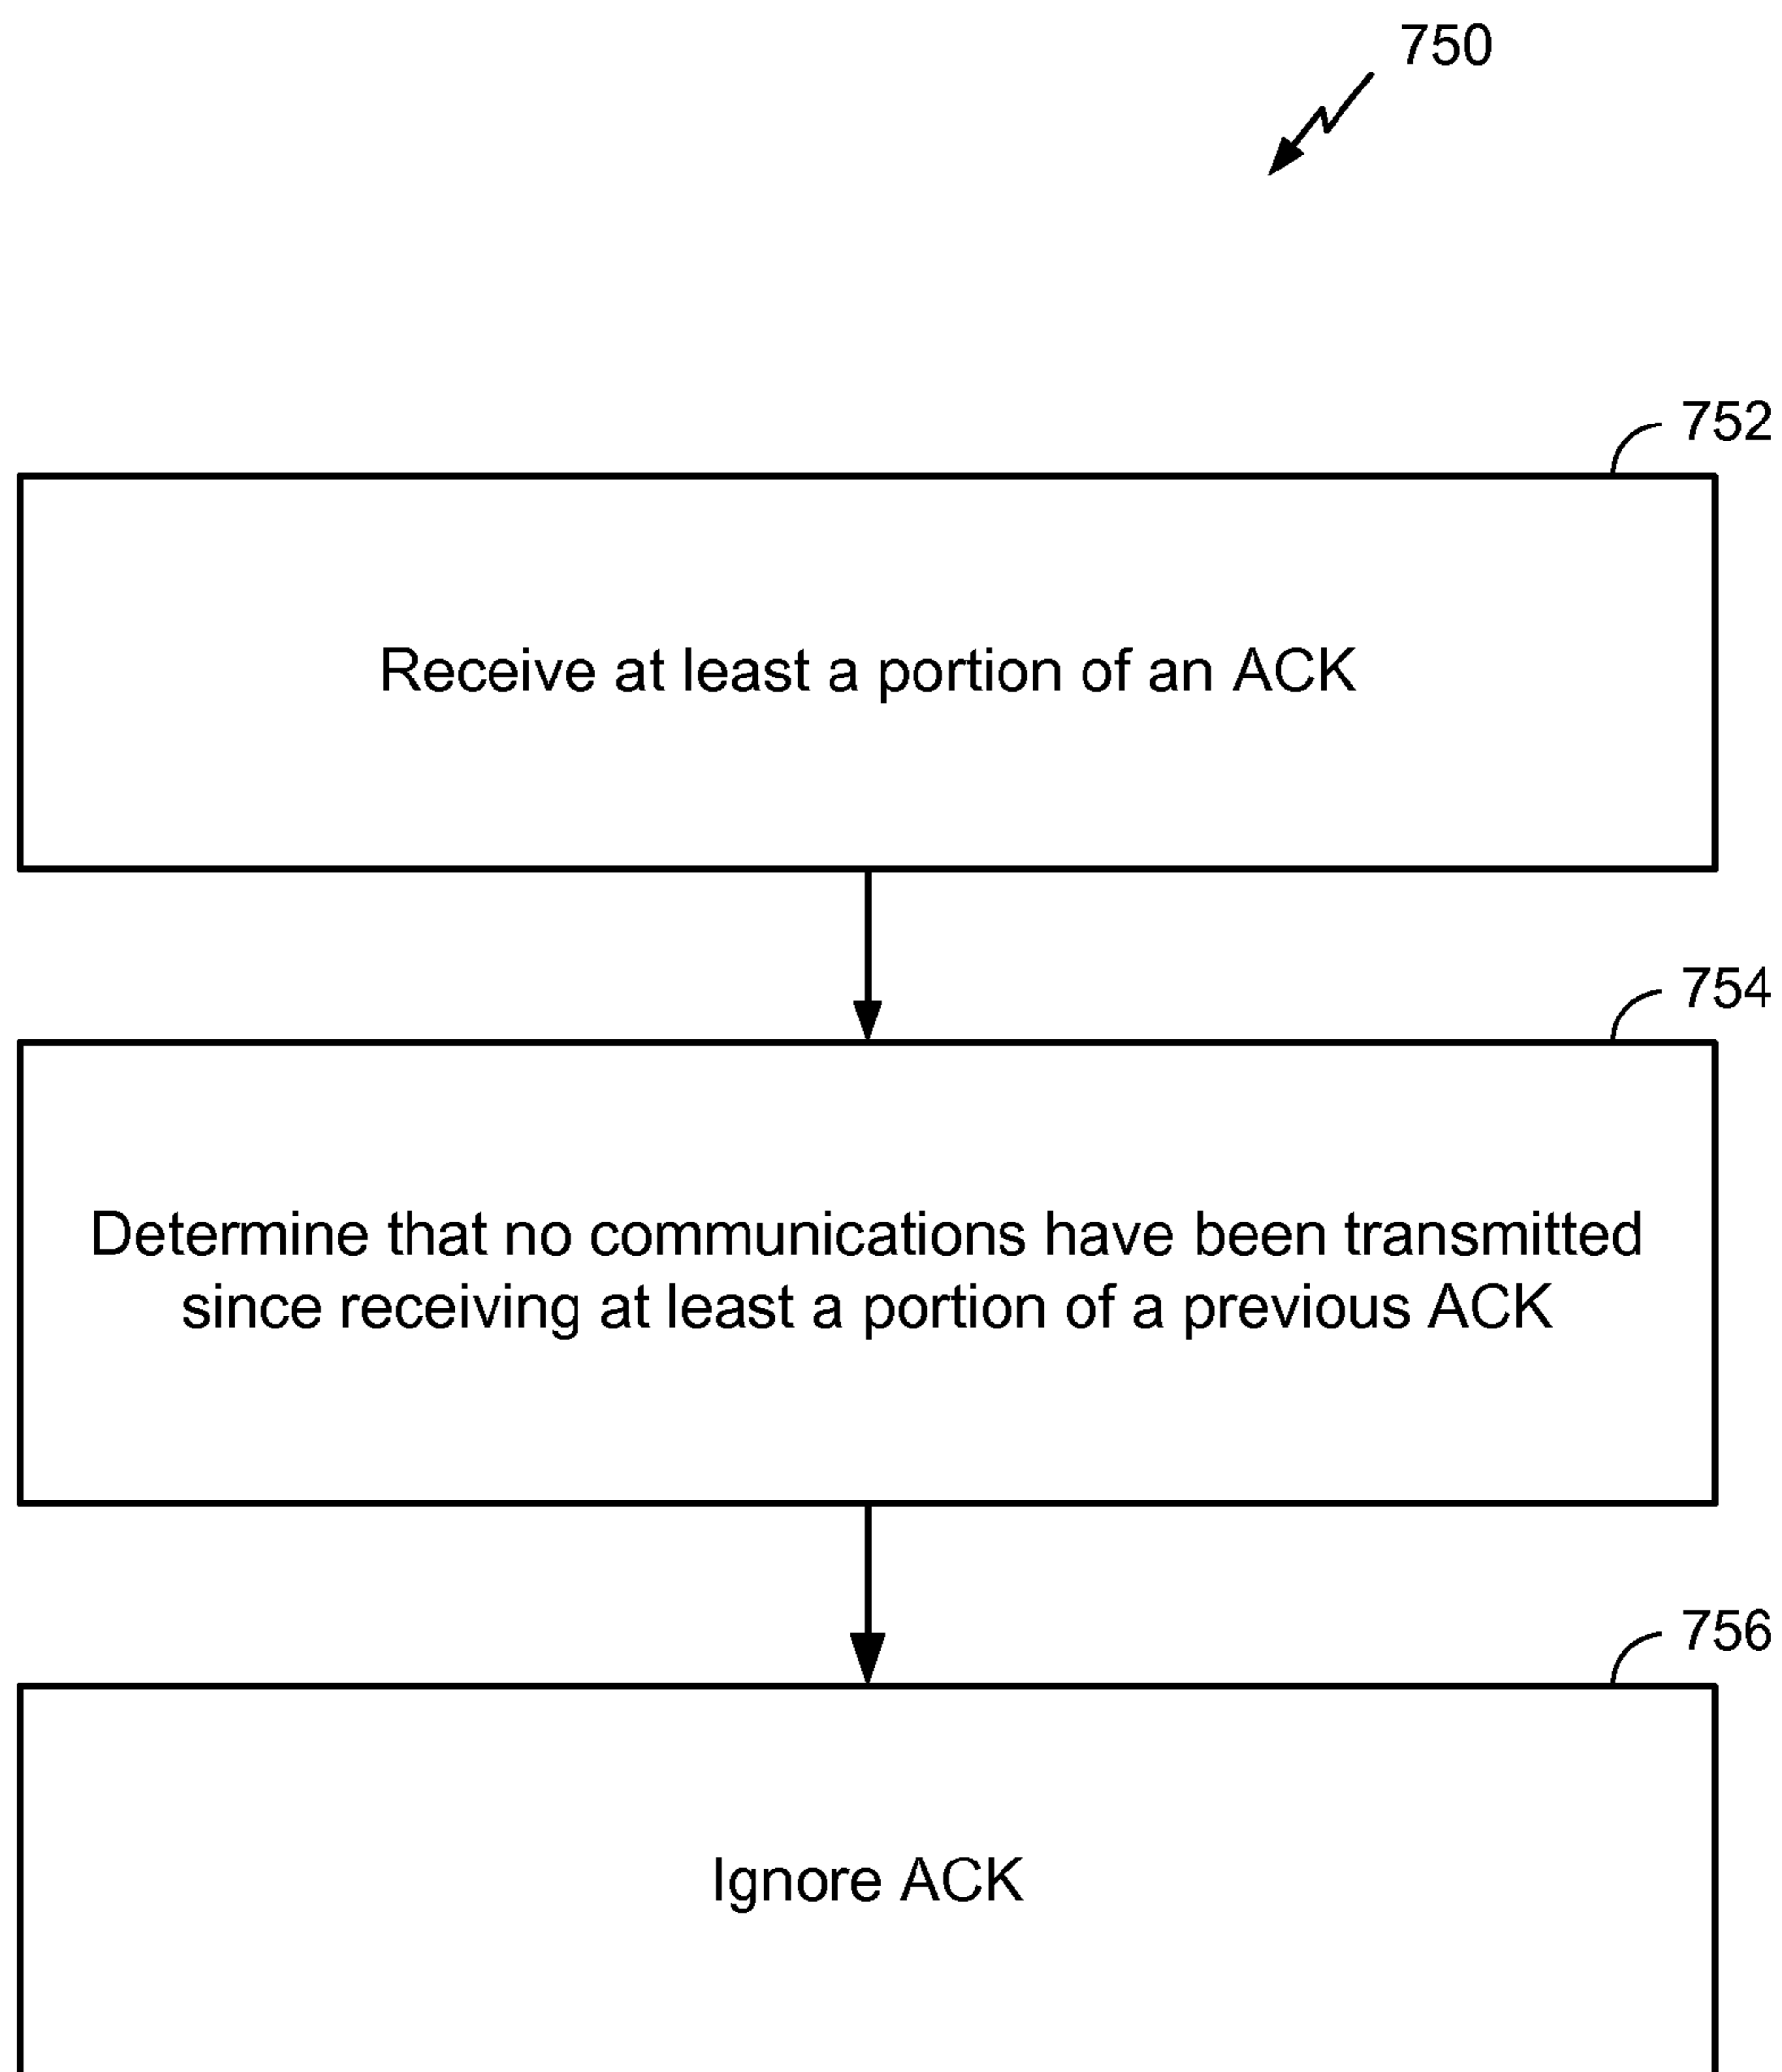 750
752
Receive at least a portion of an ACK
754
Determine that no communications have been transmitted
since receiving at least a portion of a previous ACK
756
Ignore ACK